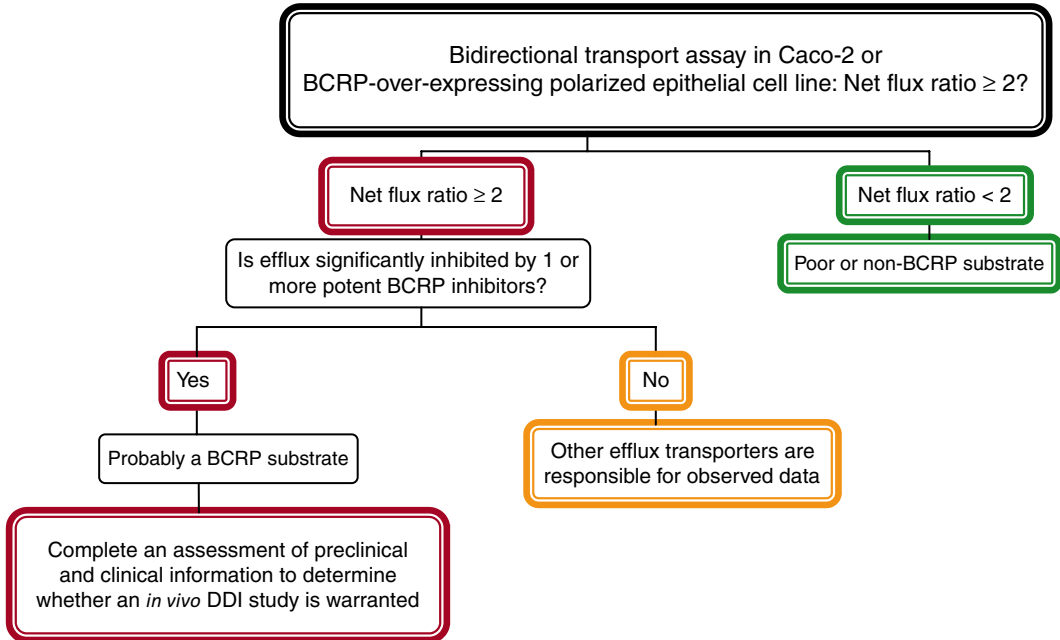 Bidirectional transport assay in Caco-2 or
BCRP-over-expressing polarized epithelial cell line: Net flux ratio ≥ 2?
Net flux ratio ≥ 2
Net flux ratio < 2
Is efflux significantly inhibited by 1 or
more potent BCRP inhibitors?
Poor or non-BCRP substrate
Yes
No
Probably a BCRP substrate
Other efflux transporters are
responsible for observed data
Complete an assessment of preclinical
and clinical information to determine
whether an in vivo DDI study is warranted